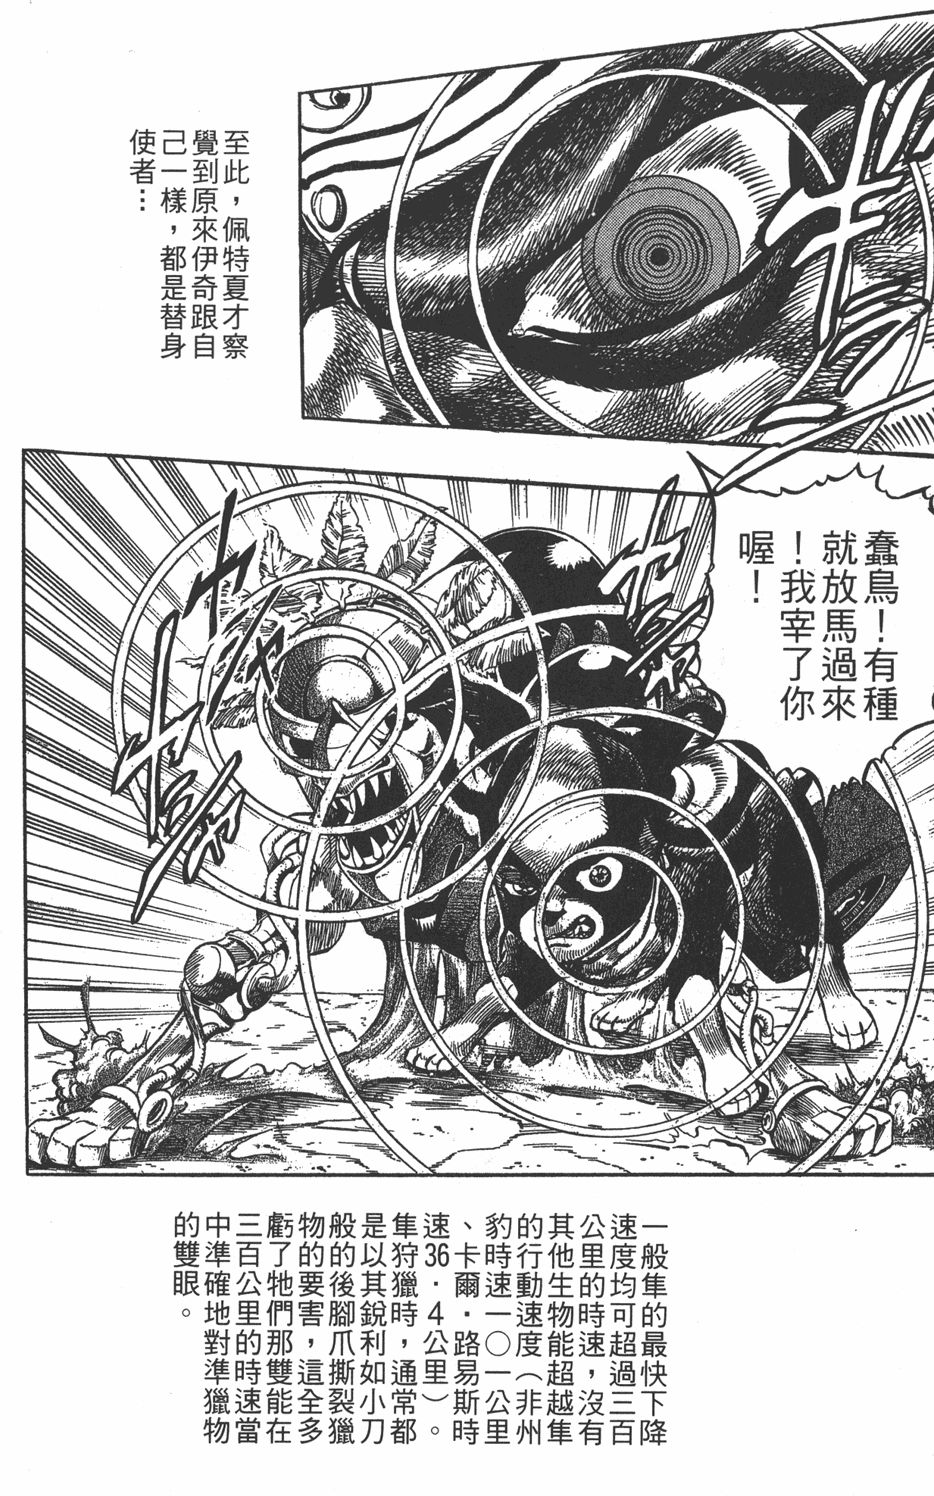 至此，佩特夏才察
覺到原來伊奇跟自
己一樣，都是替身
使者…
蠢鳥！有種
就放馬過來
！我宰了你
喔！
一般隼的最快下降
速度均可超過三百
公里的時速，沒有
其他生物能超越隼
的行動速度（非州
豹時速一○一公里
、卡爾．路易斯時
速36．4公里）。
隼狩獵時，通常都
是以其銳利如小刀
般的後腳爪撕裂獵
物的要害，這全多
虧了牠們那雙能在
三百公里的時速當
中準確地對準獵物
的雙眼。